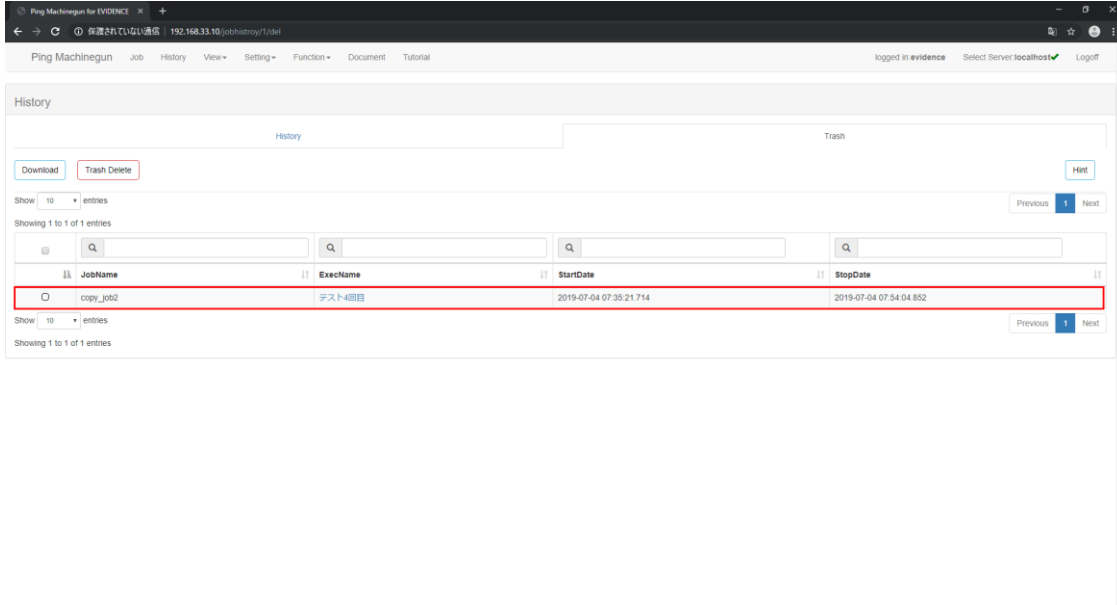 Ping Machinegun for EVIDENCE
保護されていない通信 | 192.168.33.10/jobhistroy/1/del
Ping Machinegun Job History View Setting Function Document Tutorial logged in:evidence Select Server:localhost Logoff
History
History Trash
Download Trash Delete Hint
Show 10 entries Previous 1 Next
Showing 1 to 1 of 1 entries
JobName ExecName StartDate StopDate
copy_job2 テスト4回目 2019-07-04 07:35:21.714 2019-07-04 07:54:04.852
Show 10 entries Previous 1 Next
Showing 1 to 1 of 1 entries